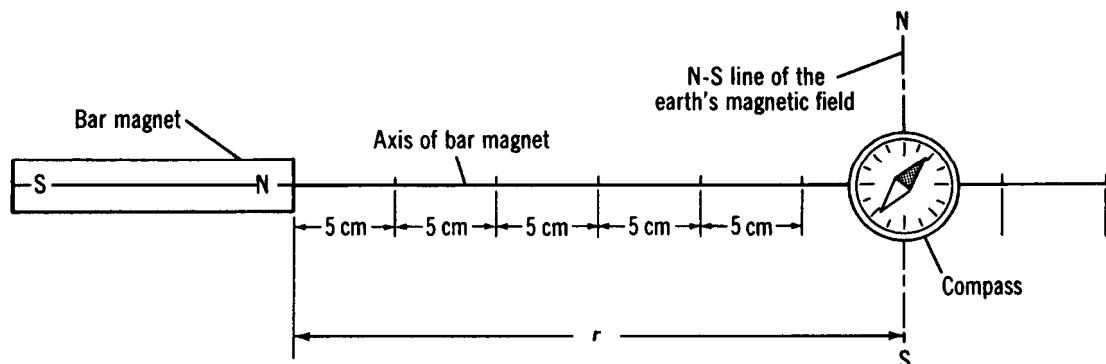 N
N-S line of the
earth's magnetic field
Bar magnet
Axis of bar magnet
S
N
5 cm
5 cm
5 cm
5 cm
5 cm
Compass
r
S